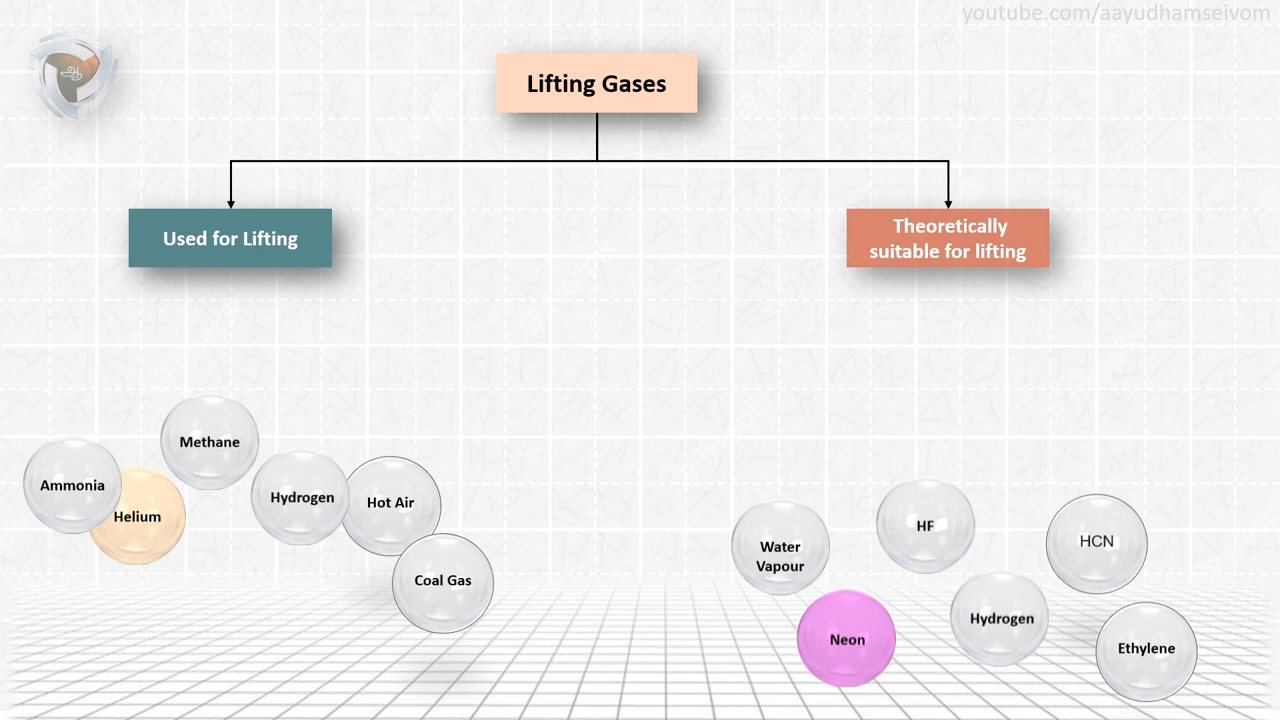 youtube.com/aayudhamseivom
Lifting Gases
Used for Lifting
Theoretically
suitable for lifting
Methane
Ammonia
Helium
Hydrogen
Hot Air
Coal Gas
Water
Vapour
HF
HCN
Neon
Hydrogen
Ethylene